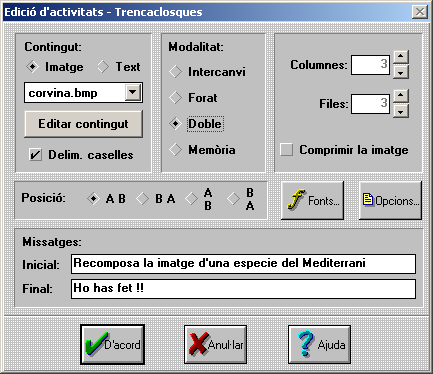 Edició d'activitats - Trencaclosques
Contingut:
Imatge Text
corvina.bmp
Editar contingut
Delim. caselles
Modalitat:
Intercanvi
Forat
Doble
Memòria
Columnes: 3
Files: 3
Comprimir la imatge
Posició: A B B A A B B A
Fonts...
Opcions...
Missatges:
Inicial: Recomposa la imatge d'una especie del Mediterrani
Final: Ho has fet !!
D'acord Anul·lar Ajuda